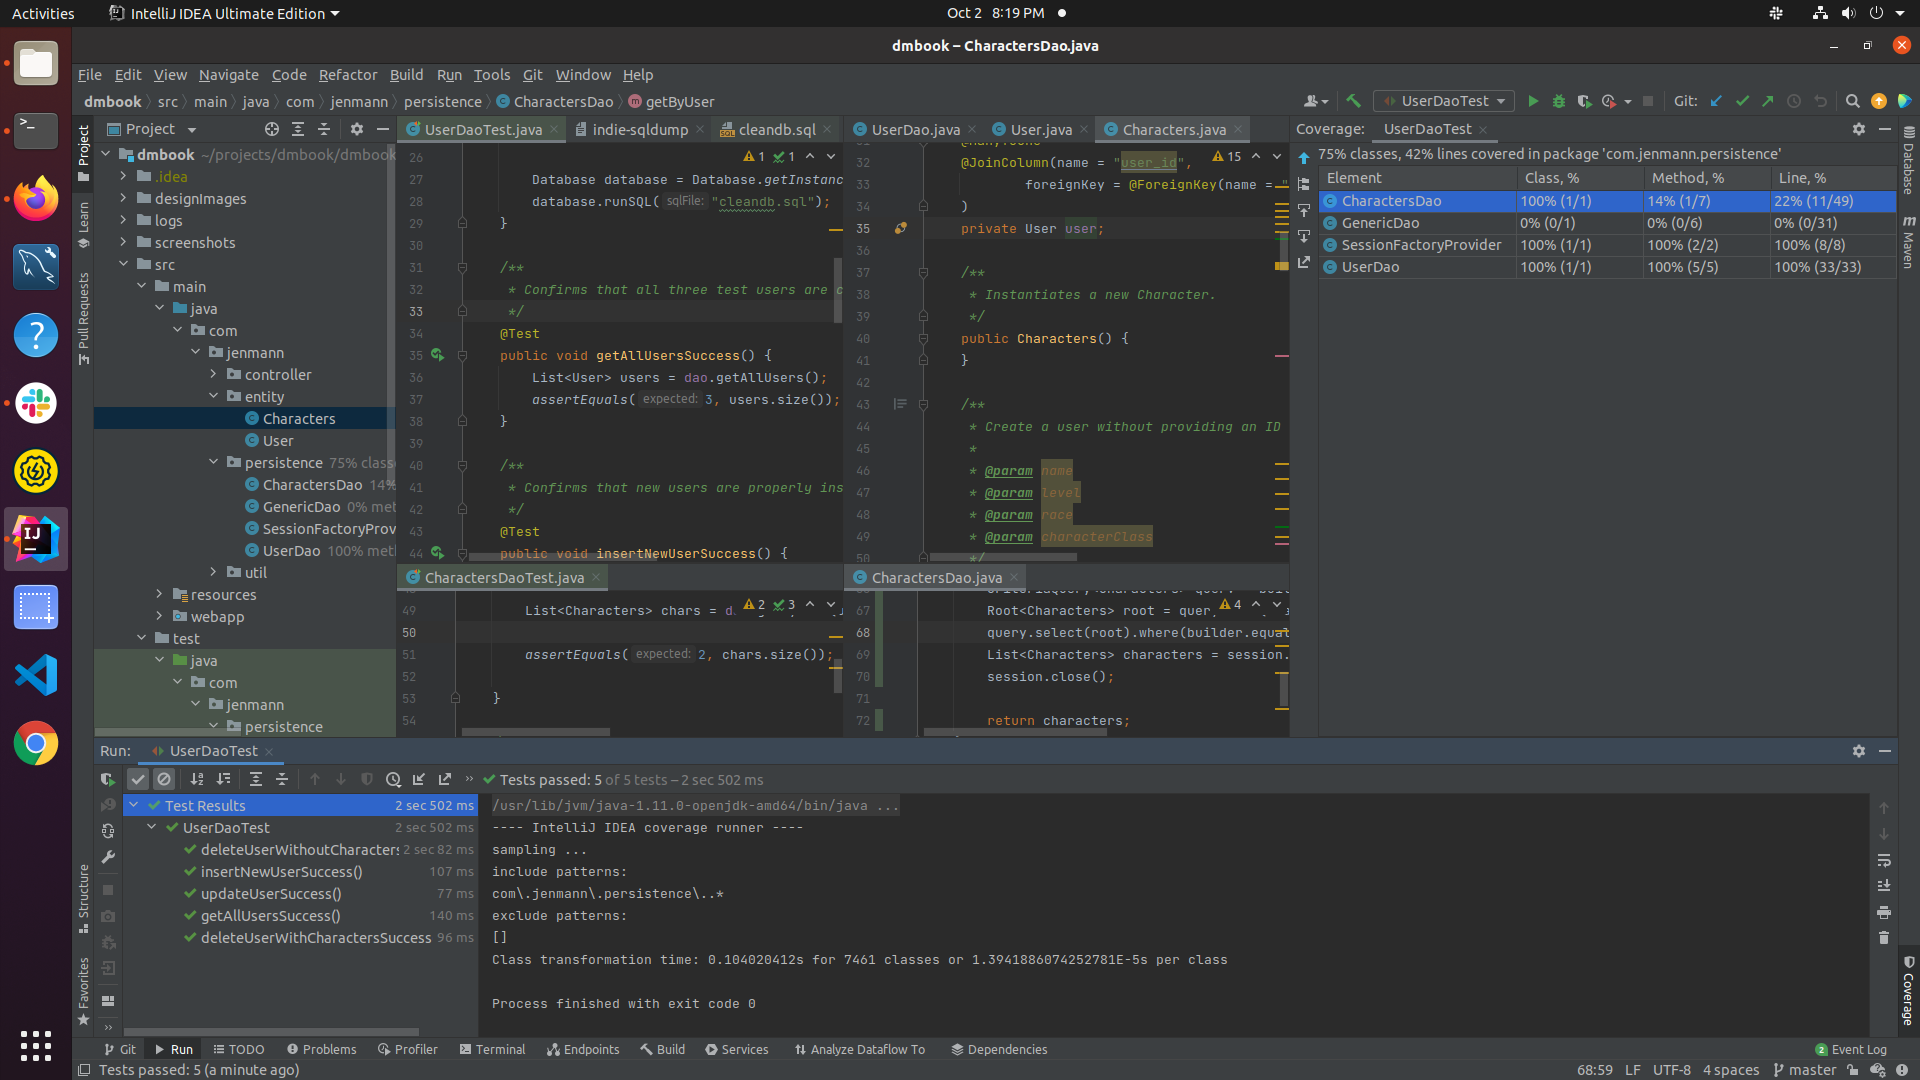 Activities
IntelliJ IDEA Ultimate Edition
Oct 2 8:19 PM
dmbook – CharactersDao.java
File Edit View Navigate Code Refactor Build Run Tools Git Window Help
dmbook src main java com jenmann persistence CharactersDao getByUser
UserDaoTest
Git:
Project
UserDaoTest.java
indie-sqldump
cleandb.sql
UserDao.java
User.java
Characters.java
Coverage: UserDaoTest
Project
Learn
Pull Requests
Structure
Favorites
dmbook ~/projects/dmbook/dmbook
.idea
designImages
logs
screenshots
src
main
java
com
jenmann
controller
entity
Characters
User
persistence 75% class
CharactersDao 14%
GenericDao 0% met
SessionFactoryProv
UserDao 100% met
util
resources
webapp
test
java
com
jenmann
persistence
1 1
26
27 Database database = Database.getInstanc
28 database.runSQL( sqlFile: "cleandb.sql");
29 }
30
31 /**
32 * Confirms that all three test users are c
33 */
34 @Test
35 public void getAllUsersSuccess() {
36 List<User> users = dao.getAllUsers();
37 assertEquals( expected: 3, users.size());
38 }
39
40 /**
41 * Confirms that new users are properly ins
42 */
43 @Test
44 public void insertNewUserSuccess() {
15
32 @JoinColumn(name = "user_id",
33 foreignKey = @ForeignKey(name = "
34 )
35 private User user;
36
37 /**
38 * Instantiates a new Character.
39 */
40 public Characters() {
41 }
42
43 /**
44 * Create a user without providing an ID
45 *
46 * @param name
47 * @param level
48 * @param race
49 * @param characterClass
50 */
CharactersDaoTest.java
2 3
49 List<Characters> chars = d
50
51 assertEquals( expected: 2, chars.size());
52
53 }
54
CharactersDao.java
4
67 Root<Characters> root = quer
68 query.select(root).where(builder.equal
69 List<Characters> characters = session.
70 session.close();
71
72 return characters;
75% classes, 42% lines covered in package 'com.jenmann.persistence'
Element Class, % Method, % Line, %
CharactersDao 100% (1/1) 14% (1/7) 22% (11/49)
GenericDao 0% (0/1) 0% (0/6) 0% (0/31)
SessionFactoryProvider 100% (1/1) 100% (2/2) 100% (8/8)
UserDao 100% (1/1) 100% (5/5) 100% (33/33)
Database
Maven
Coverage
Run: UserDaoTest
Tests passed: 5 of 5 tests – 2 sec 502 ms
Test Results 2 sec 502 ms
UserDaoTest 2 sec 502 ms
deleteUserWithoutCharacters 2 sec 82 ms
insertNewUserSuccess() 107 ms
updateUserSuccess() 77 ms
getAllUsersSuccess() 140 ms
deleteUserWithCharactersSuccess 96 ms
/usr/lib/jvm/java-1.11.0-openjdk-amd64/bin/java ...
---- IntelliJ IDEA coverage runner ----
sampling ...
include patterns:
com\.jenmann\.persistence\..*
exclude patterns:
[]
Class transformation time: 0.104020412s for 7461 classes or 1.3941886074252781E-5s per class
Process finished with exit code 0
Git Run TODO Problems Profiler Terminal Endpoints Build Services Analyze Dataflow To Dependencies
2 Event Log
Tests passed: 5 (a minute ago)
68:59 LF UTF-8 4 spaces master